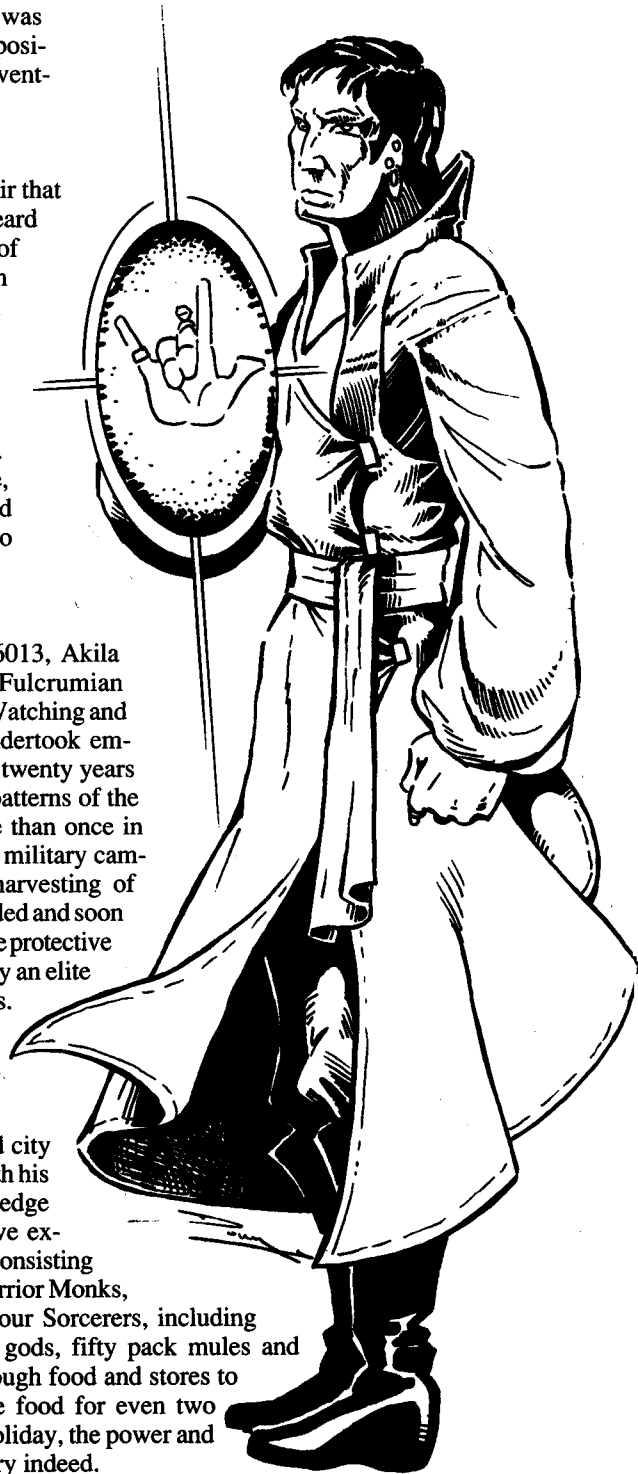 was
posi-
vent-
ir that
eard
of
n
e,
d
o
6013, Akila
Fulcrumian
Watching and
dertook em-
twenty years
patterns of the
e than once in
military cam-
harvesting of
ded and soon
e protective
y an elite
s.
d city
th his
edge
ve ex-
onsisting
rrior Monks,
our Sorcerers, including
gods, fifty pack mules and
ough food and stores to
e food for even two
oliday, the power and
ry indeed.